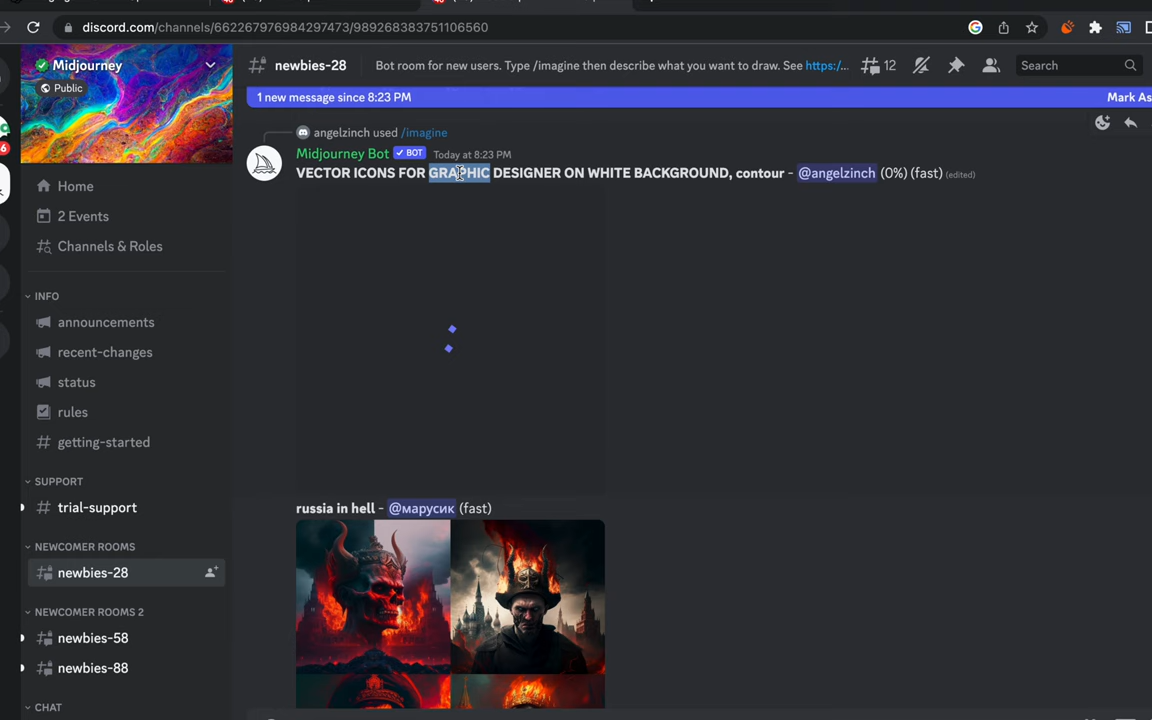 discord.com/channels/662267976984297473/989268383751106560
Midjourney
Public
newbies-28
Bot room for new users. Type /imagine then describe what you want to draw. See https:/...
12
Search
1 new message since 8:23 PM
Mark As
6
angelzinch used /imagine
Midjourney Bot ✓ BOT Today at 8:23 PM
VECTOR ICONS FOR GRAPHIC DESIGNER ON WHITE BACKGROUND, contour - @angelzinch (0%) (fast) (edited)
Home
2 Events
Channels & Roles
INFO
announcements
recent-changes
status
rules
getting-started
SUPPORT
trial-support
NEWCOMER ROOMS
newbies-28
NEWCOMER ROOMS 2
newbies-58
newbies-88
CHAT
russia in hell - @марусик (fast)